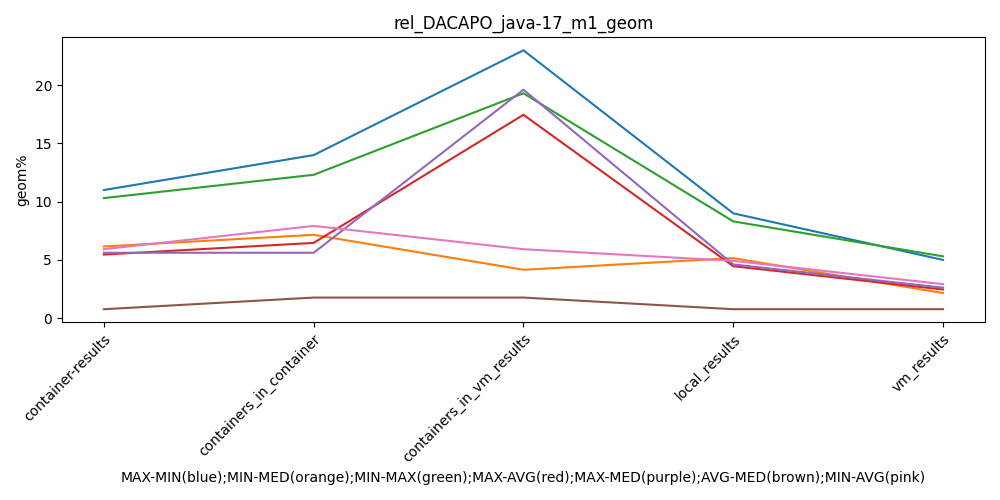 rel_DACAPO_java-17_m1_geom
geom%
20
15
10
5
0
container-results
containers_in_container
containers_in_vm_results
local_results
vm_results
MAX-MIN(blue);MIN-MED(orange);MIN-MAX(green);MAX-AVG(red);MAX-MED(purple);AVG-MED(brown);MIN-AVG(pink)